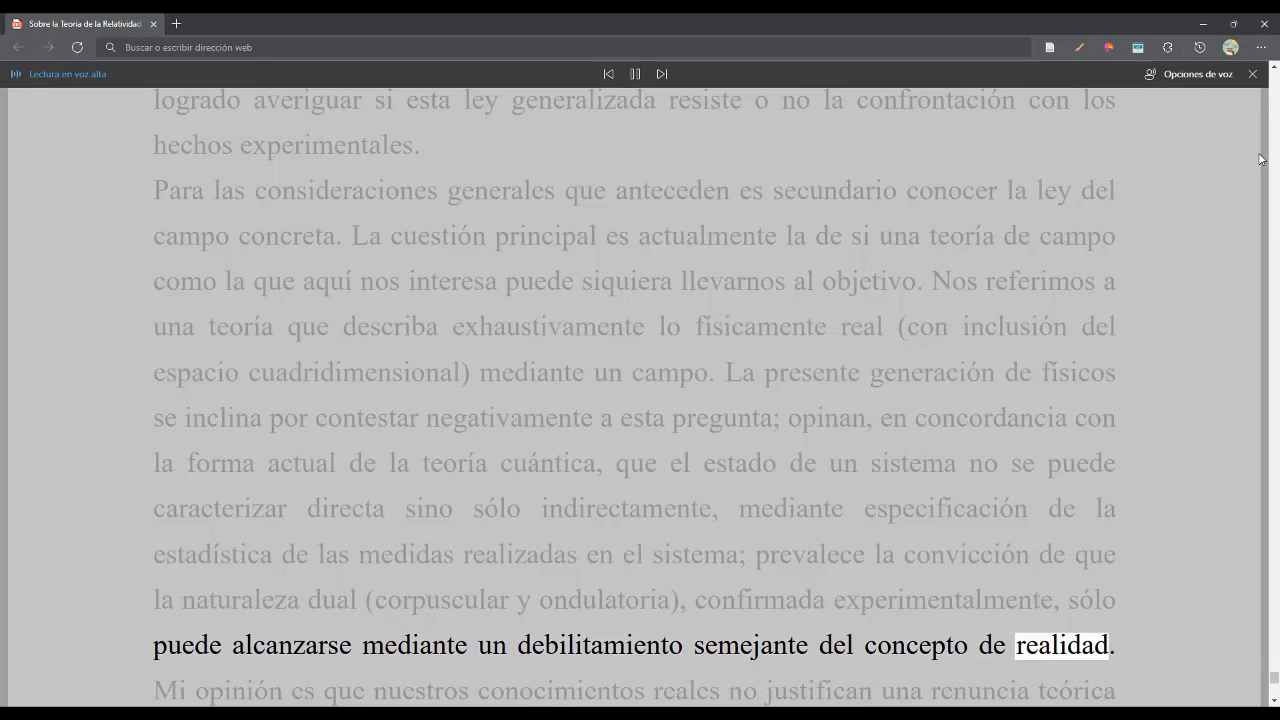 Sobre la Teoría de la Relatividad
Buscar o escribir dirección web
Lectura en voz alta
Opciones de voz
logrado averiguar si esta ley generalizada resiste o no la confrontación con los
hechos experimentales.
Para las consideraciones generales que anteceden es secundario conocer la ley del
campo concreta. La cuestión principal es actualmente la de si una teoría de campo
como la que aquí nos interesa puede siquiera llevarnos al objetivo. Nos referimos a
una teoría que describa exhaustivamente lo físicamente real (con inclusión del
espacio cuadridimensional) mediante un campo. La presente generación de físicos
se inclina por contestar negativamente a esta pregunta; opinan, en concordancia con
la forma actual de la teoría cuántica, que el estado de un sistema no se puede
caracterizar directa sino sólo indirectamente, mediante especificación de la
estadística de las medidas realizadas en el sistema; prevalece la convicción de que
la naturaleza dual (corpuscular y ondulatoria), confirmada experimentalmente, sólo
puede alcanzarse mediante un debilitamiento semejante del concepto de realidad.
Mi opinión es que nuestros conocimientos reales no justifican una renuncia teórica